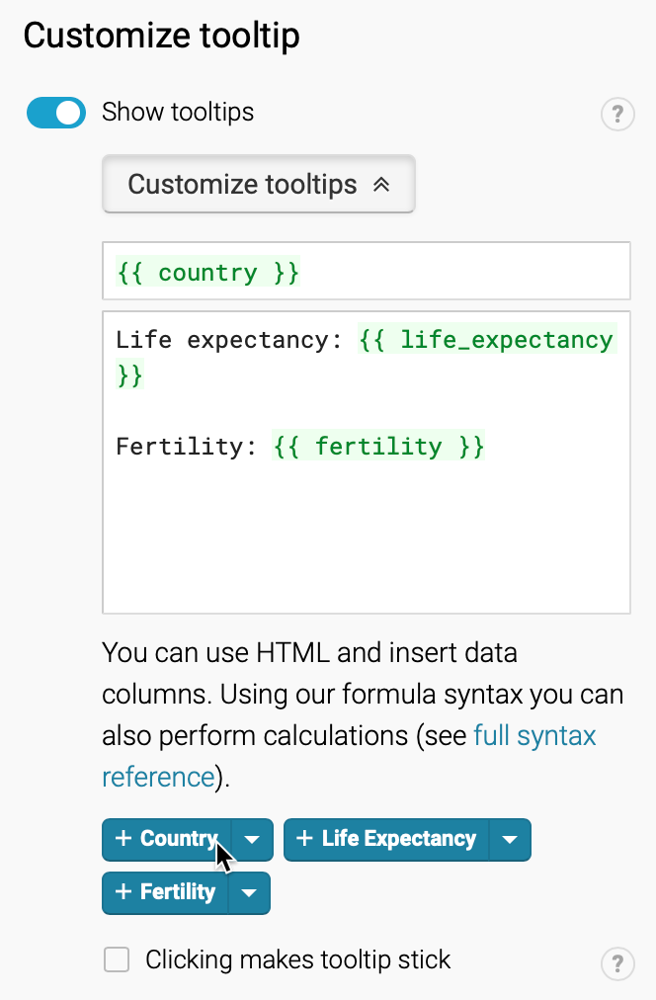 Customize tooltip
Show tooltips
?
Customize tooltips
{{ country }}
Life expectancy: {{ life_expectancy
}}
Fertility: {{ fertility }}
You can use HTML and insert data
columns. Using our formula syntax you can
also perform calculations (see full syntax
reference).
+ Country
+ Life Expectancy
+ Fertility
Clicking makes tooltip stick
?